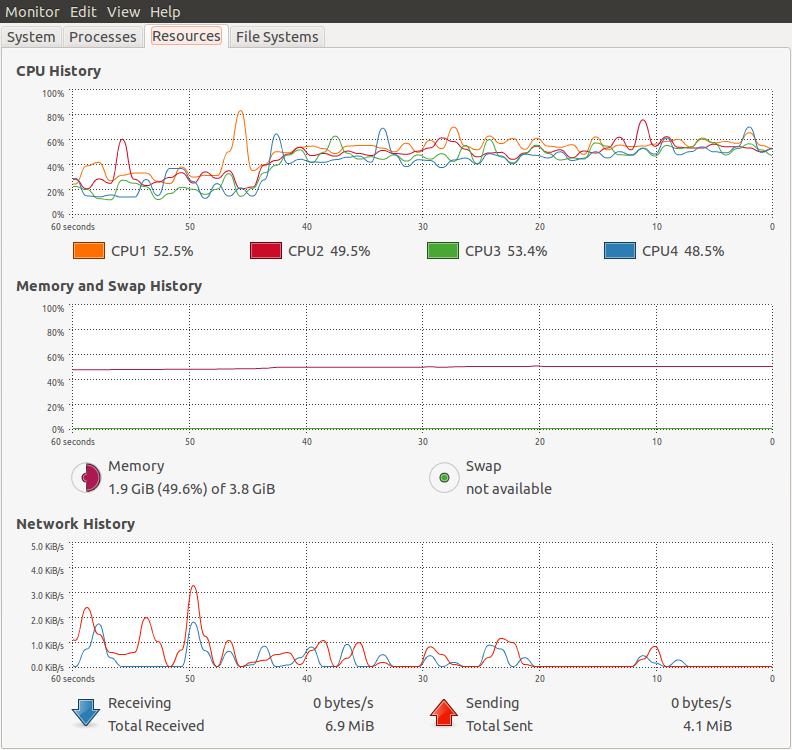 Monitor Edit View Help
System Processes Resources File Systems
CPU History
100%
80%
60%
40%
20%
0%
60 seconds 50 40 30 20 10 0
CPU1 52.5% CPU2 49.5% CPU3 53.4% CPU4 48.5%
Memory and Swap History
100%
80%
60%
40%
20%
0%
60 seconds 50 40 30 20 10 0
Memory Swap
1.9 GiB (49.6%) of 3.8 GiB not available
Network History
5.0 KiB/s
4.0 KiB/s
3.0 KiB/s
2.0 KiB/s
1.0 KiB/s
0.0 KiB/s
60 seconds 50 40 30 20 10 0
Receiving 0 bytes/s Sending 0 bytes/s
Total Received 6.9 MiB Total Sent 4.1 MiB